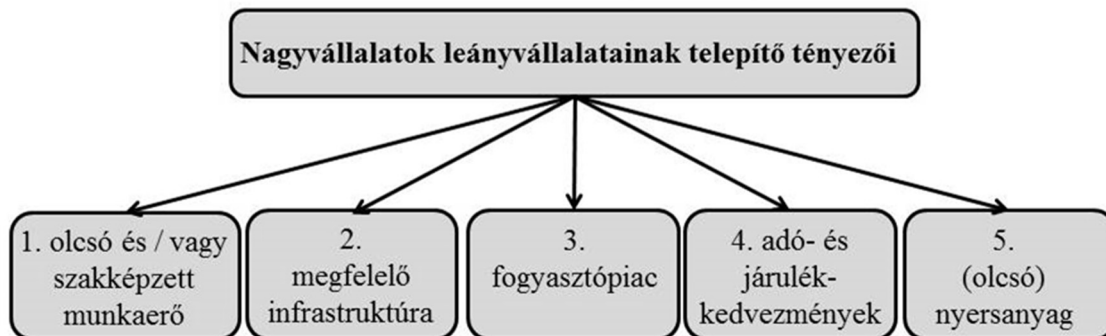 Nagyvállalatok leányvállalatainak telepítő tényezői
1. olcsó és / vagy
szakképzett
munkaerő
2.
megfelelő
infrastruktúra
3.
fogyasztópiac
4. adó- és
járulék-
kedvezmények
5.
(olcsó)
nyersanyag